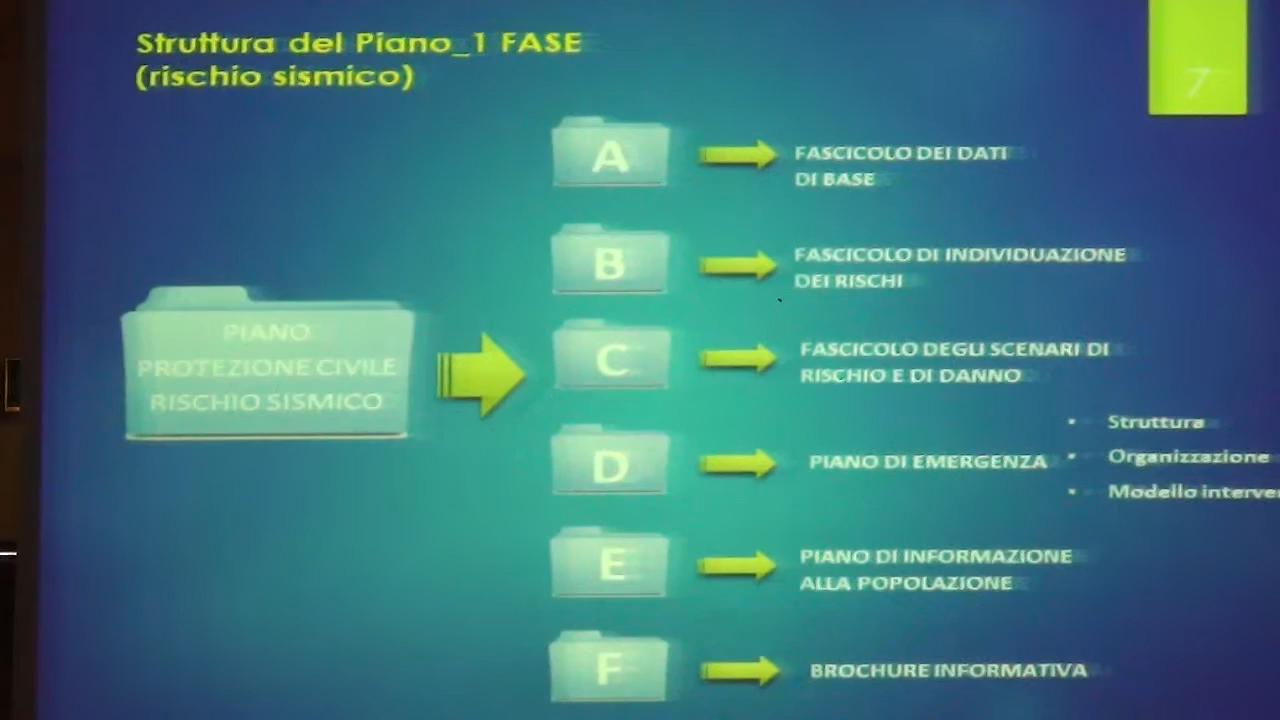 Struttura del Piano_1 FASE
(rischio sismico)
7
PIANO
PROTEZIONE CIVILE
RISCHIO SISMICO
A
FASCICOLO DEI DATI
DI BASE
B
FASCICOLO DI INDIVIDUAZIONE
DEI RISCHI
C
FASCICOLO DEGLI SCENARI DI
RISCHIO E DI DANNO
D
PIANO DI EMERGENZA
• Struttura
• Organizzazione
• Modello interve
E
PIANO DI INFORMAZIONE
ALLA POPOLAZIONE
F
BROCHURE INFORMATIVA